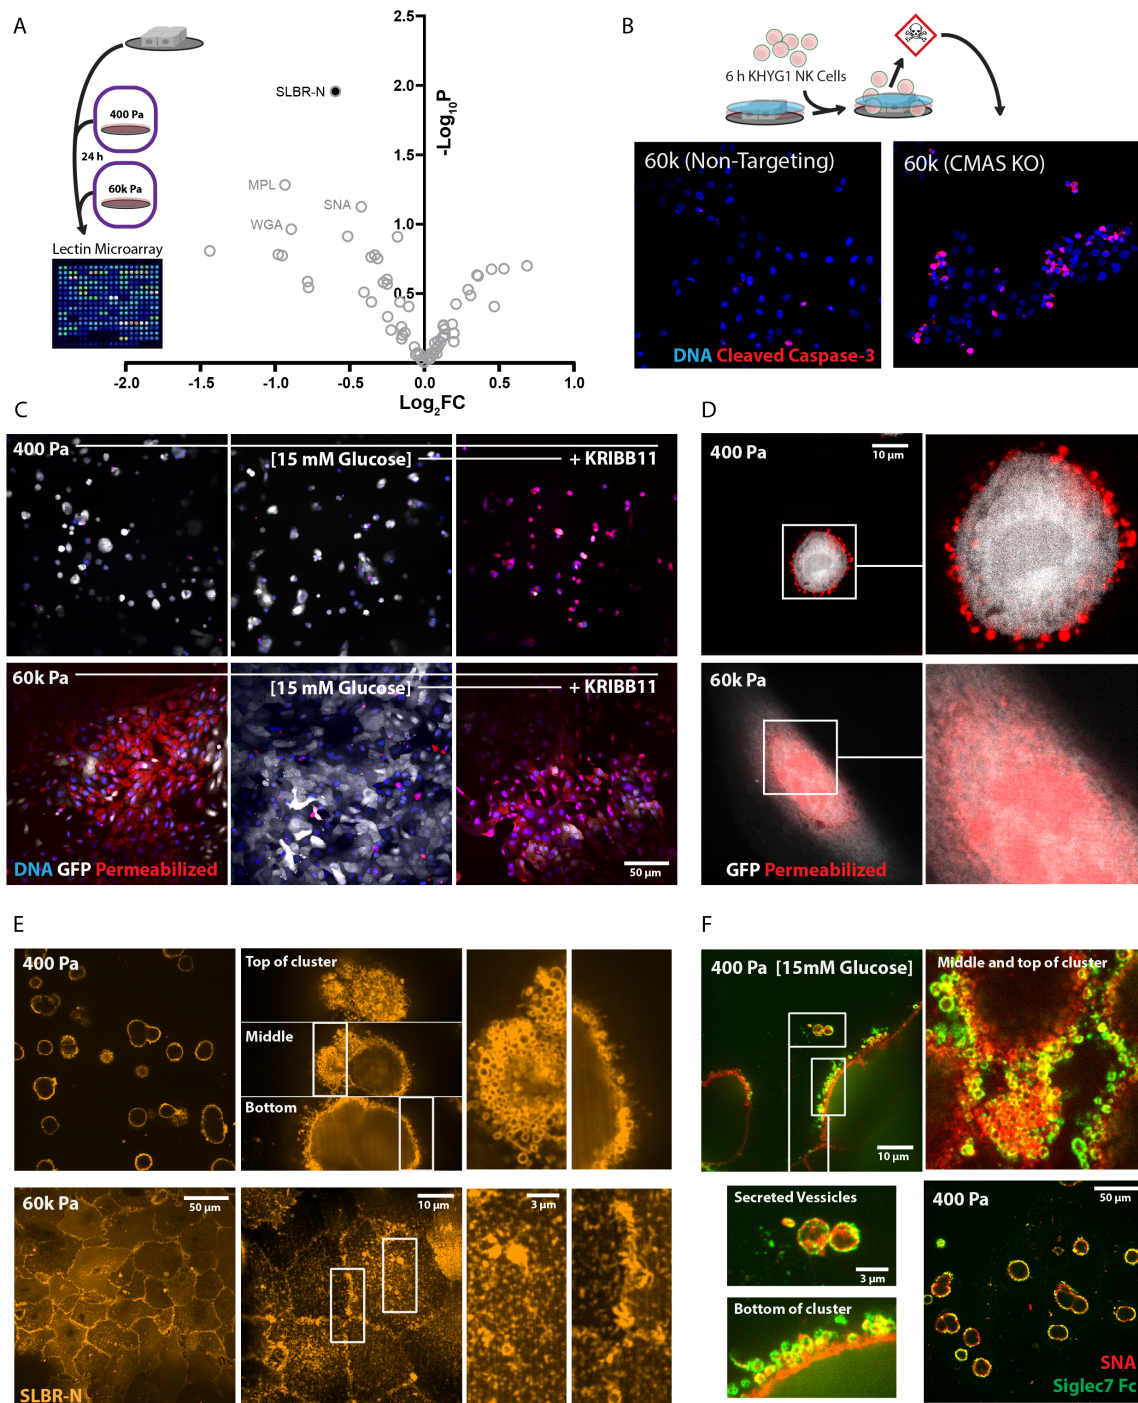 A
400 Pa
24 h
60k Pa
Lectin Microarray
2.5
2.0
1.5
1.0
0.5
-Log10P
SLBR-N
MPL
SNA
WGA
-2.0 -1.5 -1.0 -0.5 0.0 0.5 1.0
Log2FC
B
6 h KHYG1 NK Cells
60k (Non-Targeting)
60k (CMAS KO)
DNA Cleaved Caspase-3
C
400 Pa
[15 mM Glucose]
+ KRIBB11
60k Pa
[15 mM Glucose]
+ KRIBB11
DNA GFP Permeabilized
50 µm
D
400 Pa
10 µm
60k Pa
GFP Permeabilized
E
400 Pa
Top of cluster
Middle
Bottom
60k Pa
50 µm
10 µm
3 µm
SLBR-N
F
400 Pa [15mM Glucose]
10 µm
Middle and top of cluster
Secreted Vessicles
3 µm
Bottom of cluster
400 Pa
50 µm
SNA
Siglec7 Fc